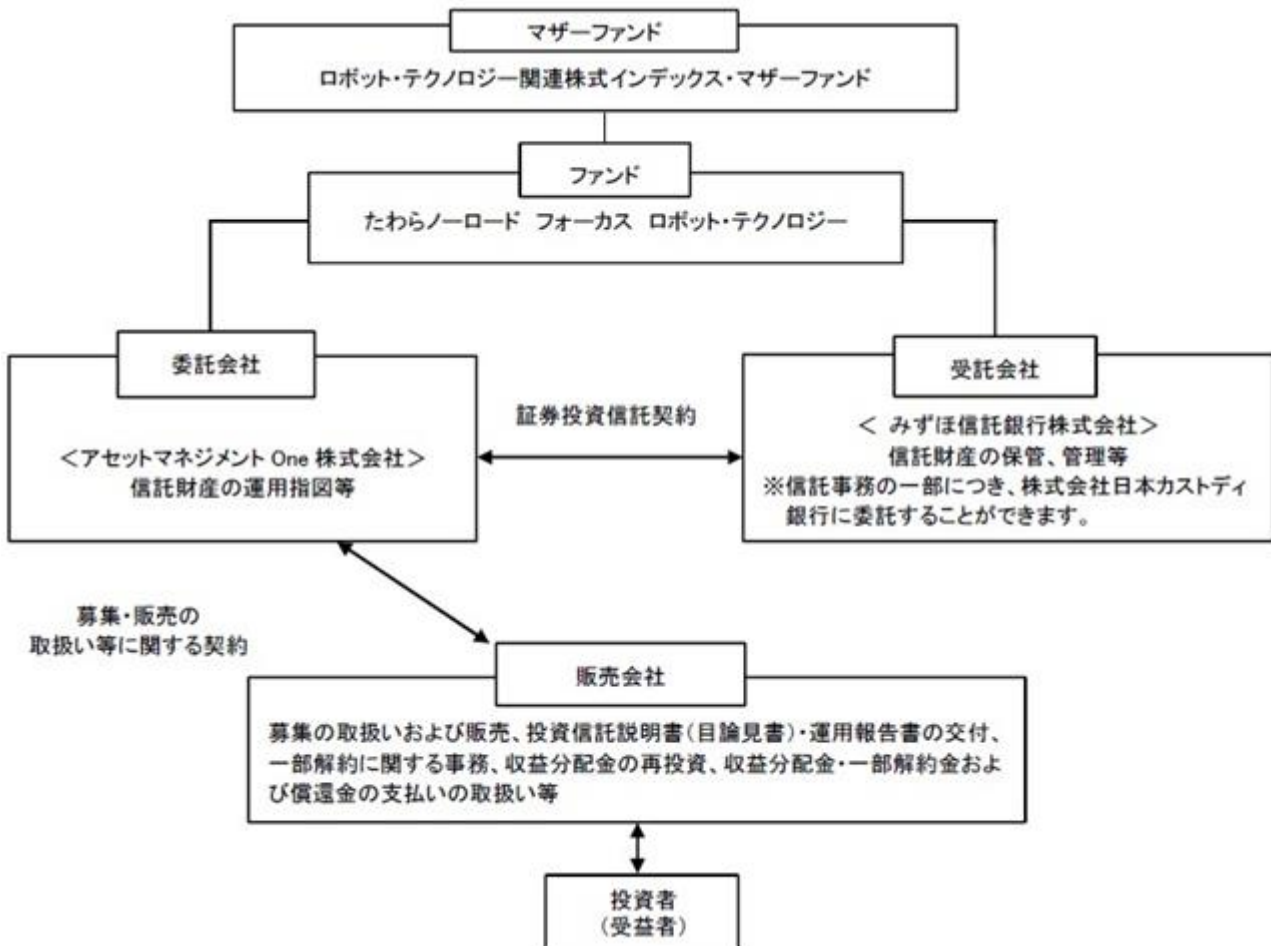 マザーファンド
ロボット・テクノロジー関連株式インデックス・マザーファンド
ファンド
たわらノーロード フォーカス ロボット・テクノロジー
委託会社
<アセットマネジメント One 株式会社>
信託財産の運用指図等
証券投資信託契約
受託会社
< みずほ信託銀行株式会社>
信託財産の保管、管理等
※信託事務の一部につき、株式会社日本カストディ
銀行に委託することができます。
募集・販売の
取扱い等に関する契約
販売会社
募集の取扱いおよび販売、投資信託説明書(目論見書)・運用報告書の交付、
一部解約に関する事務、収益分配金の再投資、収益分配金・一部解約金およ
び償還金の支払いの取扱い等
投資者
(受益者)